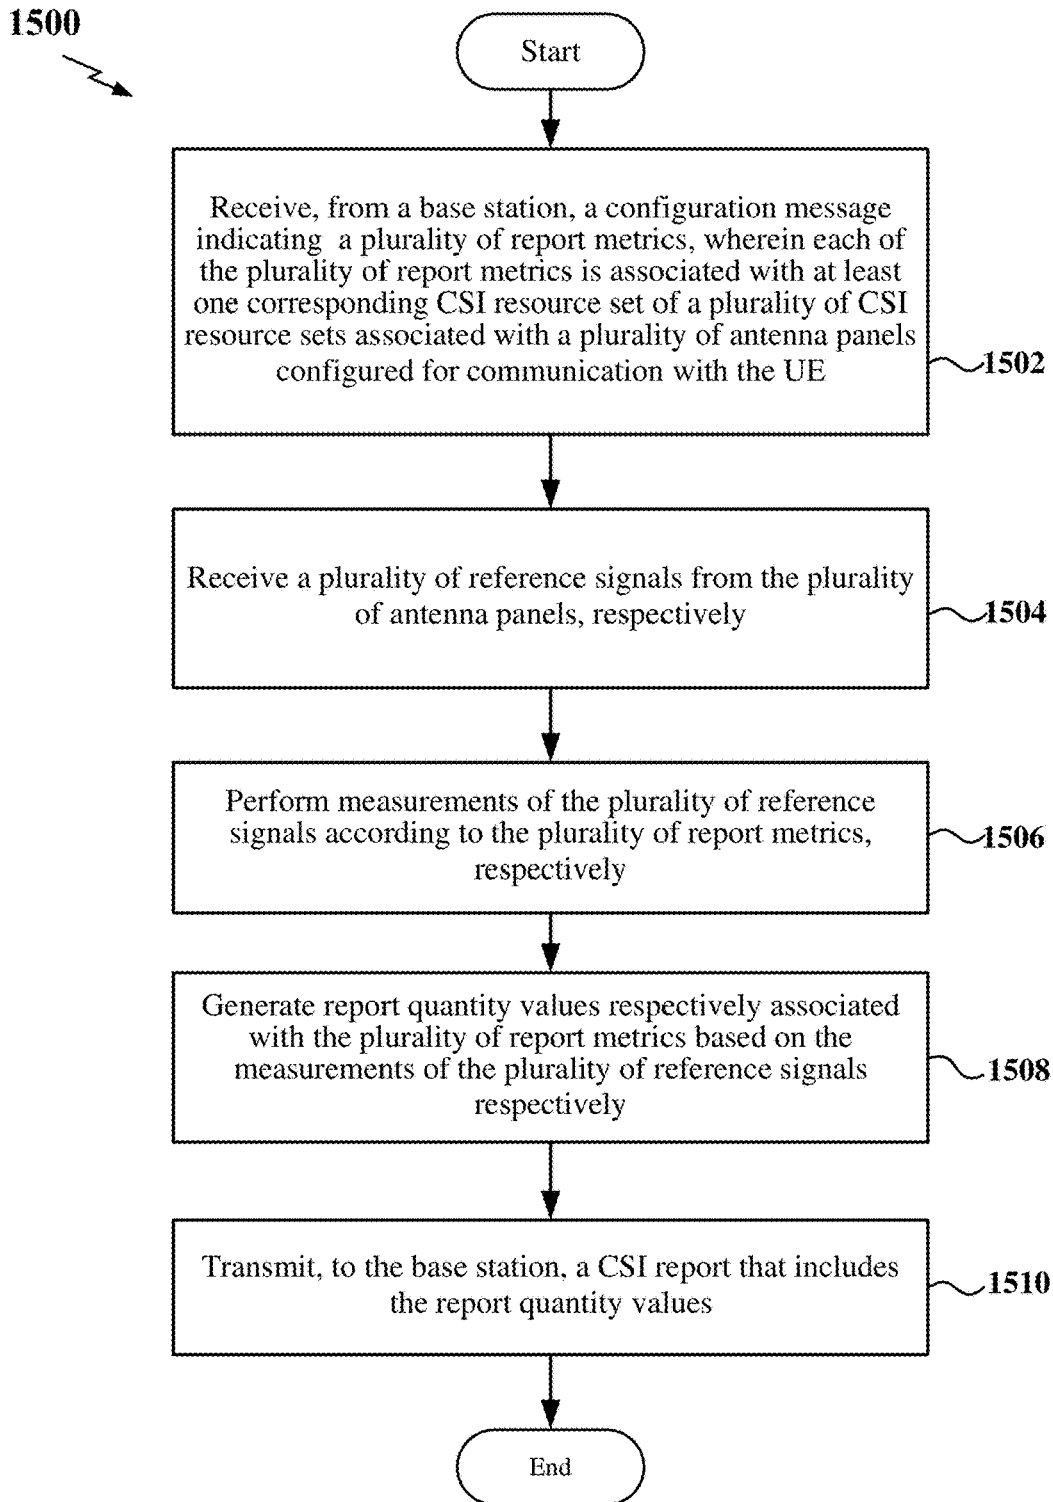 1500
Start
Receive, from a base station, a configuration message
indicating a plurality of report metrics, wherein each of
the plurality of report metrics is associated with at least
one corresponding CSI resource set of a plurality of CSI
resource sets associated with a plurality of antenna panels
configured for communication with the UE
1502
Receive a plurality of reference signals from the plurality
of antenna panels, respectively
1504
Perform measurements of the plurality of reference
signals according to the plurality of report metrics,
respectively
1506
Generate report quantity values respectively associated
with the plurality of report metrics based on the
measurements of the plurality of reference signals
respectively
1508
Transmit, to the base station, a CSI report that includes
the report quantity values
1510
End